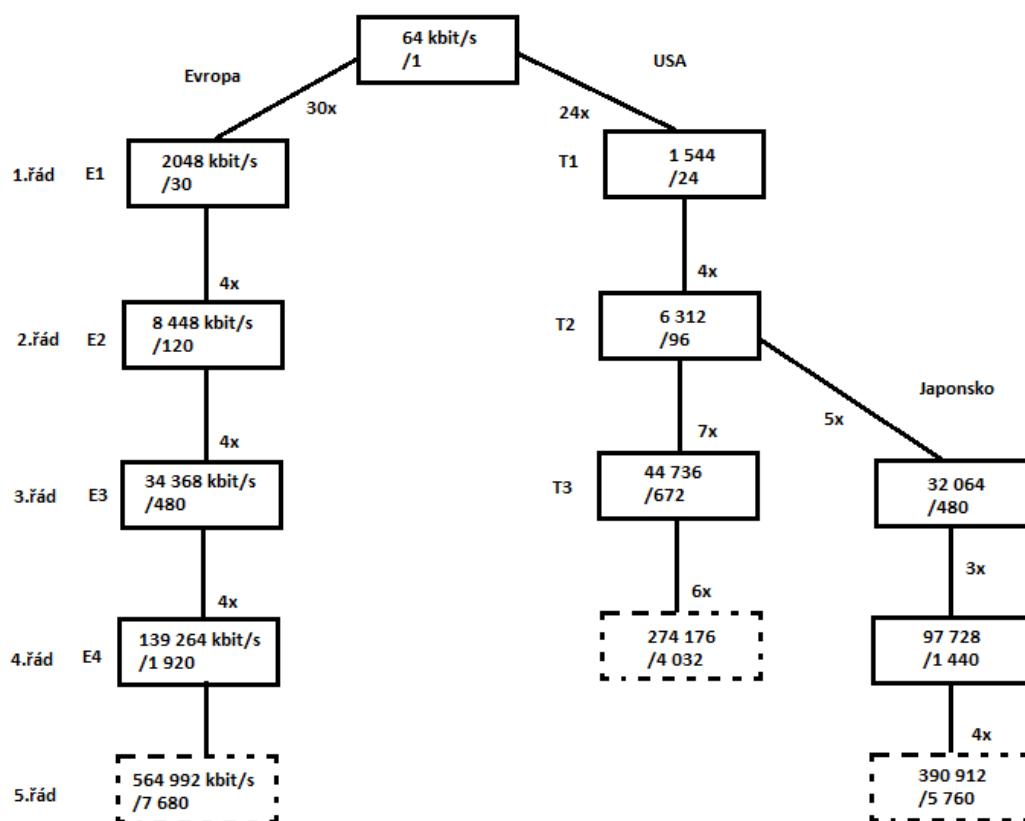 64 kbit/s
/1
Evropa
USA
30x
24x
1.řád
E1
2048 kbit/s
/30
T1
1 544
/24
4x
4x
2.řád
E2
8 448 kbit/s
/120
T2
6 312
/96
Japonsko
4x
7x
5x
3.řád
E3
34 368 kbit/s
/480
T3
44 736
/672
32 064
/480
4x
6x
3x
4.řád
E4
139 264 kbit/s
/1 920
274 176
/4 032
97 728
/1 440
4x
5.řád
564 992 kbit/s
/7 680
390 912
/5 760